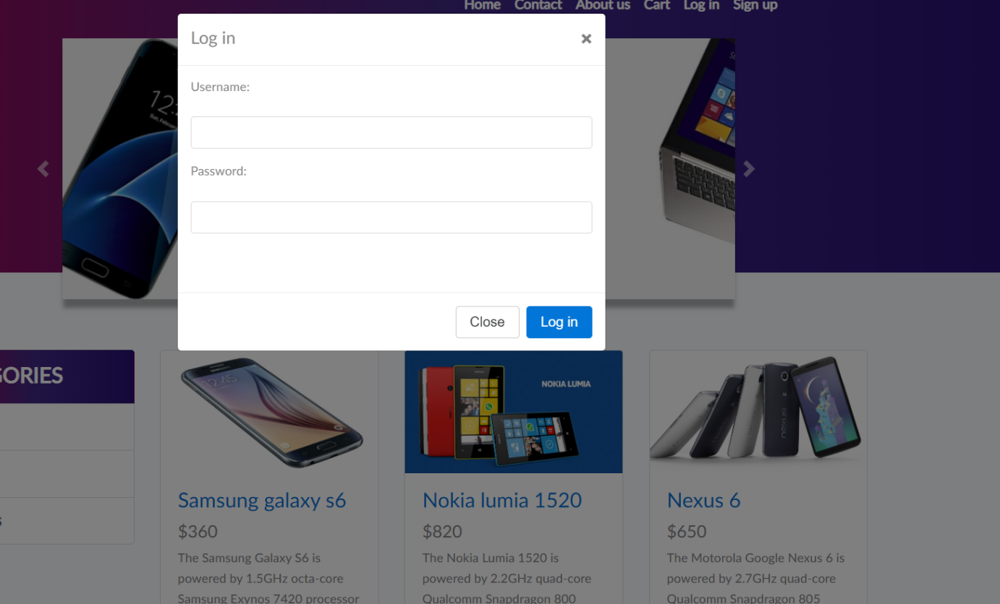 Home Contact About us Cart Log in Sign up
Log in
×
Username:
Password:
Close
Log in
12:45
NOKIA LUMIA
nexus
Samsung galaxy s6
$360
The Samsung Galaxy S6 is
powered by 1.5GHz octa-core
Samsung Exynos 7420 processor
Nokia lumia 1520
$820
The Nokia Lumia 1520 is
powered by 2.2GHz quad-core
Qualcomm Snapdragon 800
Nexus 6
$650
The Motorola Google Nexus 6 is
powered by 2.7GHz quad-core
Qualcomm Snapdragon 805